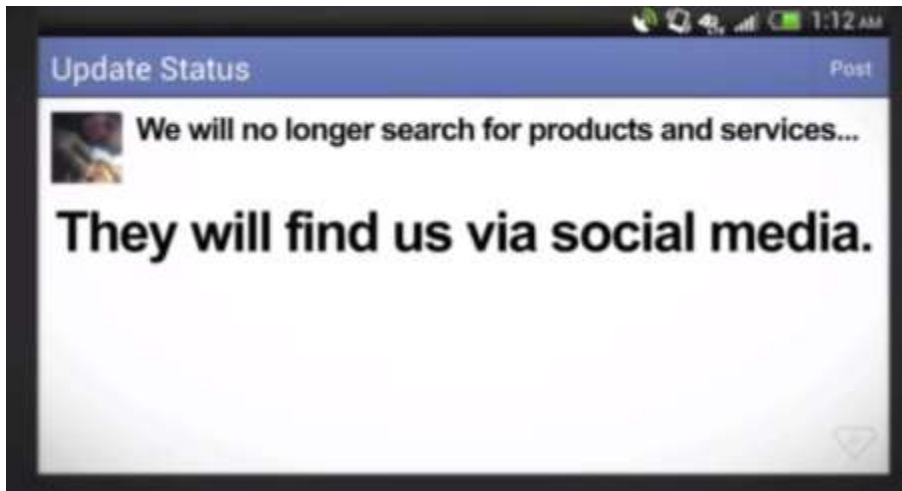 1:12 AM
Update Status
Post
We will no longer search for products and services...
They will find us via social media.